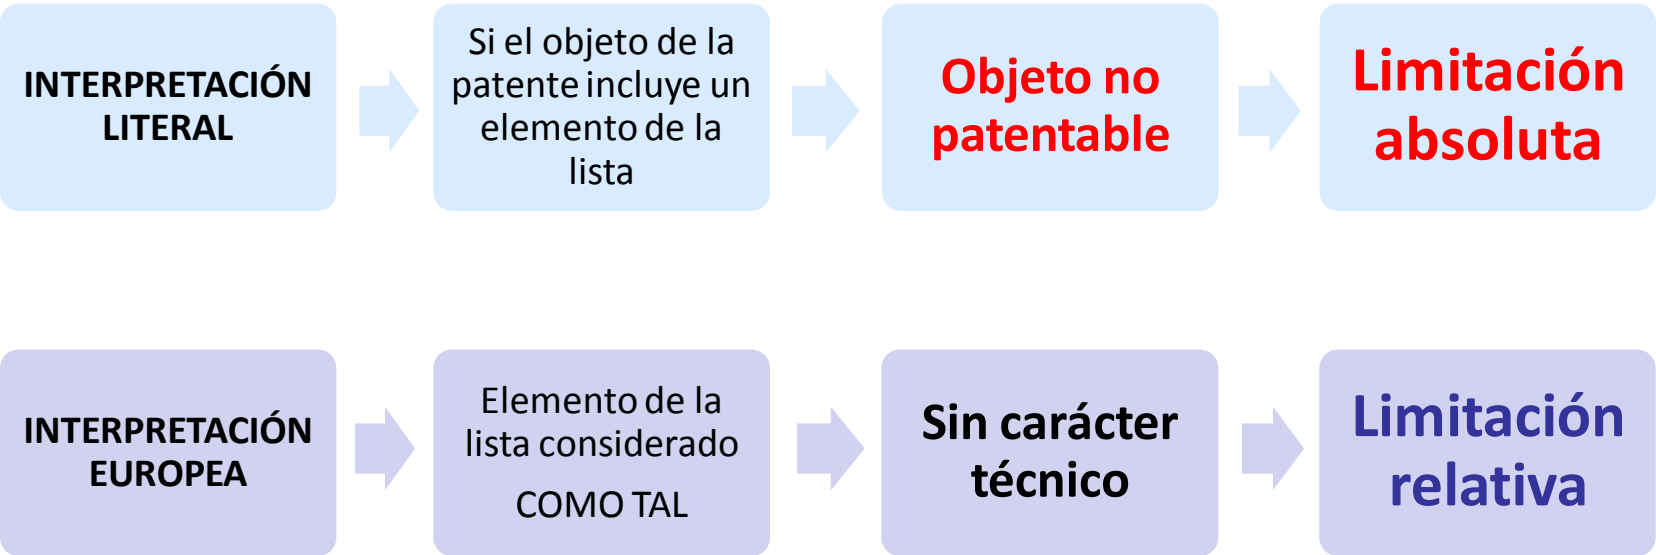 INTERPRETACIÓN
LITERAL
Si el objeto de la
patente incluye un
elemento de la
lista
Objeto no
patentable
Limitación
absoluta
INTERPRETACIÓN
EUROPEA
Elemento de la
lista considerado
COMO TAL
Sin carácter
técnico
Limitación
relativa